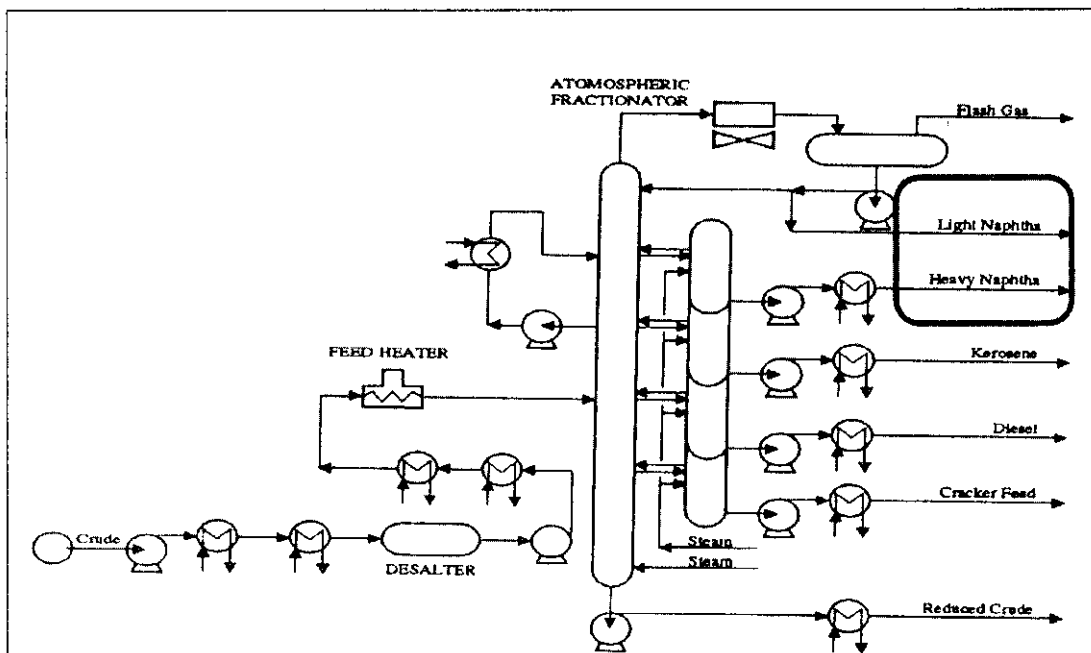 ATOMOSPHERIC
FRACTIONATOR
Flash Gas
Light Naphtha
Heavy Naphtha
FEED HEATER
Kerosene
Diesel
Cracker Feed
Crude
Steam
DESALTER
Steam
Reduced Crude